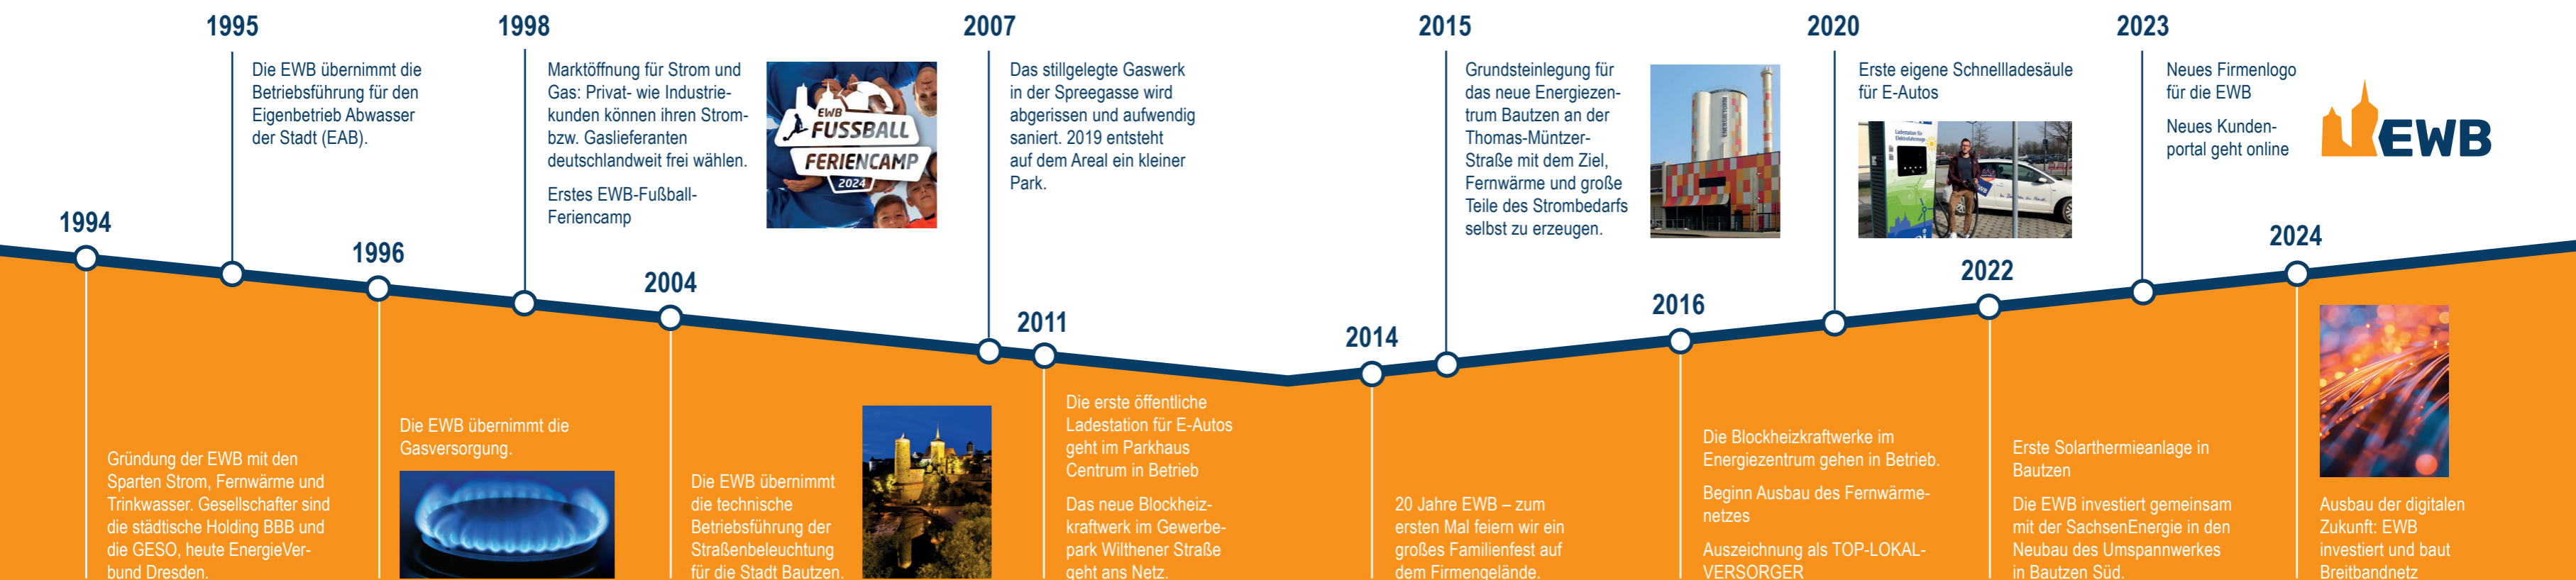 1994
Gründung der EWB mit den
Sparten Strom, Fernwärme und
Trinkwasser. Gesellschafter sind
die städtische Holding BBB und
die GESO, heute EnergieVer-
bund Dresden.
1995
Die EWB übernimmt die
Betriebsführung für den
Eigenbetrieb Abwasser
der Stadt (EAB).
1996
Die EWB übernimmt die
Gasversorgung.
1998
Marktöffnung für Strom und
Gas: Privat- wie Industrie-
kunden können ihren Strom-
bzw. Gaslieferanten
deutschlandweit frei wählen.
Erstes EWB-Fußball-
Feriencamp
EWB
FUSSBALL
FERIENCAMP
2024
2004
Die EWB übernimmt
die technische
Betriebsführung der
Straßenbeleuchtung
für die Stadt Bautzen.
2007
Das stillgelegte Gaswerk
in der Spreegasse wird
abgerissen und aufwendig
saniert. 2019 entsteht
auf dem Areal ein kleiner
Park.
2011
Die erste öffentliche
Ladestation für E-Autos
geht im Parkhaus
Centrum in Betrieb
Das neue Blockheiz-
kraftwerk im Gewerbe-
park Wilthener Straße
geht ans Netz.
2014
20 Jahre EWB – zum
ersten Mal feiern wir ein
großes Familienfest auf
dem Firmengelände.
2015
Grundsteinlegung für
das neue Energiezen-
trum Bautzen an der
Thomas-Müntzer-
Straße mit dem Ziel,
Fernwärme und große
Teile des Strombedarfs
selbst zu erzeugen.
2016
Die Blockheizkraftwerke im
Energiezentrum gehen in Betrieb.
Beginn Ausbau des Fernwärme-
netzes
Auszeichnung als TOP-LOKAL-
VERSORGER
2020
Erste eigene Schnellladesäule
für E-Autos
Ladestation für
Elektrofahrzeuge
2022
Erste Solarthermieanlage in
Bautzen
Die EWB investiert gemeinsam
mit der SachsenEnergie in den
Neubau des Umspannwerkes
in Bautzen Süd.
2023
Neues Firmenlogo
für die EWB
Neues Kunden-
portal geht online
EWB
2024
Ausbau der digitalen
Zukunft: EWB
investiert und baut
Breitbandnetz